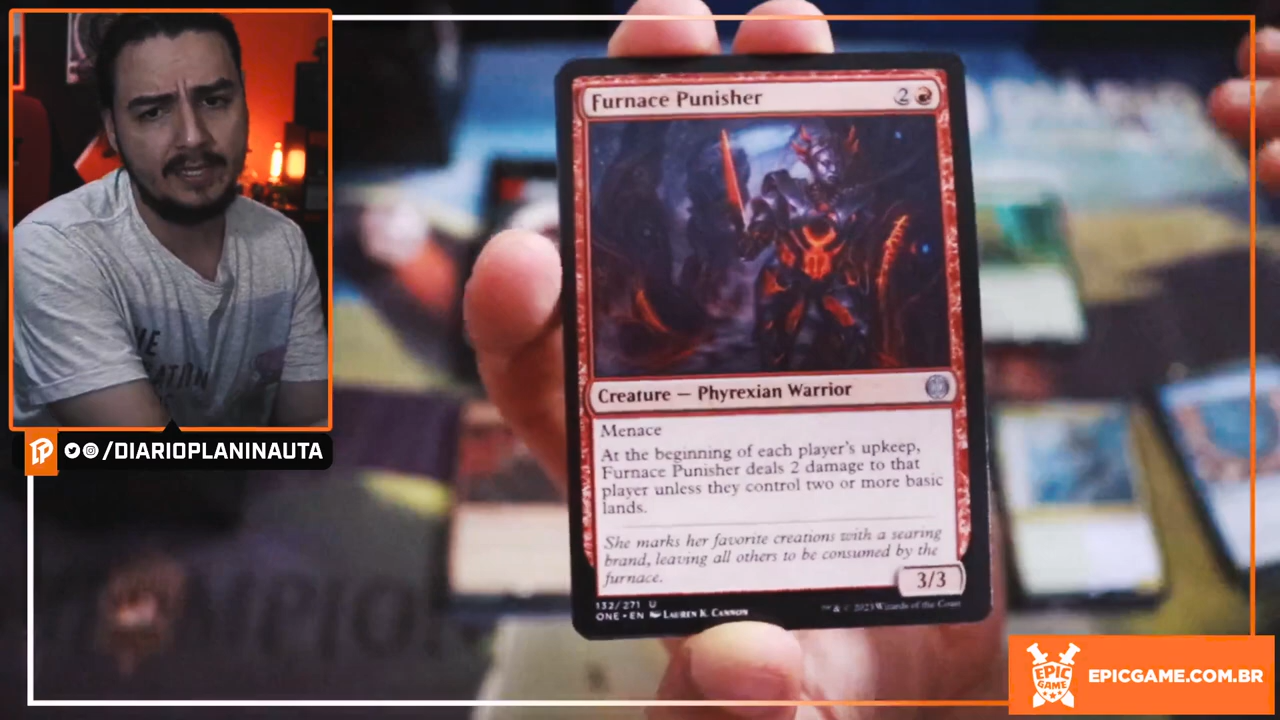 Furnace Punisher 2
Creature — Phyrexian Warrior
Menace
At the beginning of each player's upkeep,
Furnace Punisher deals 2 damage to that
player unless they control two or more basic
lands.
She marks her favorite creations with a searing
brand, leaving all others to be consumed by the
furnace.
3/3
132/271 U
ONE • EN LAUREN K. CANNON
™ & © 2023 Wizards of the Coast
/DIARIOPLANINAUTA
EPIC
GAME
EPICGAME.COM.BR